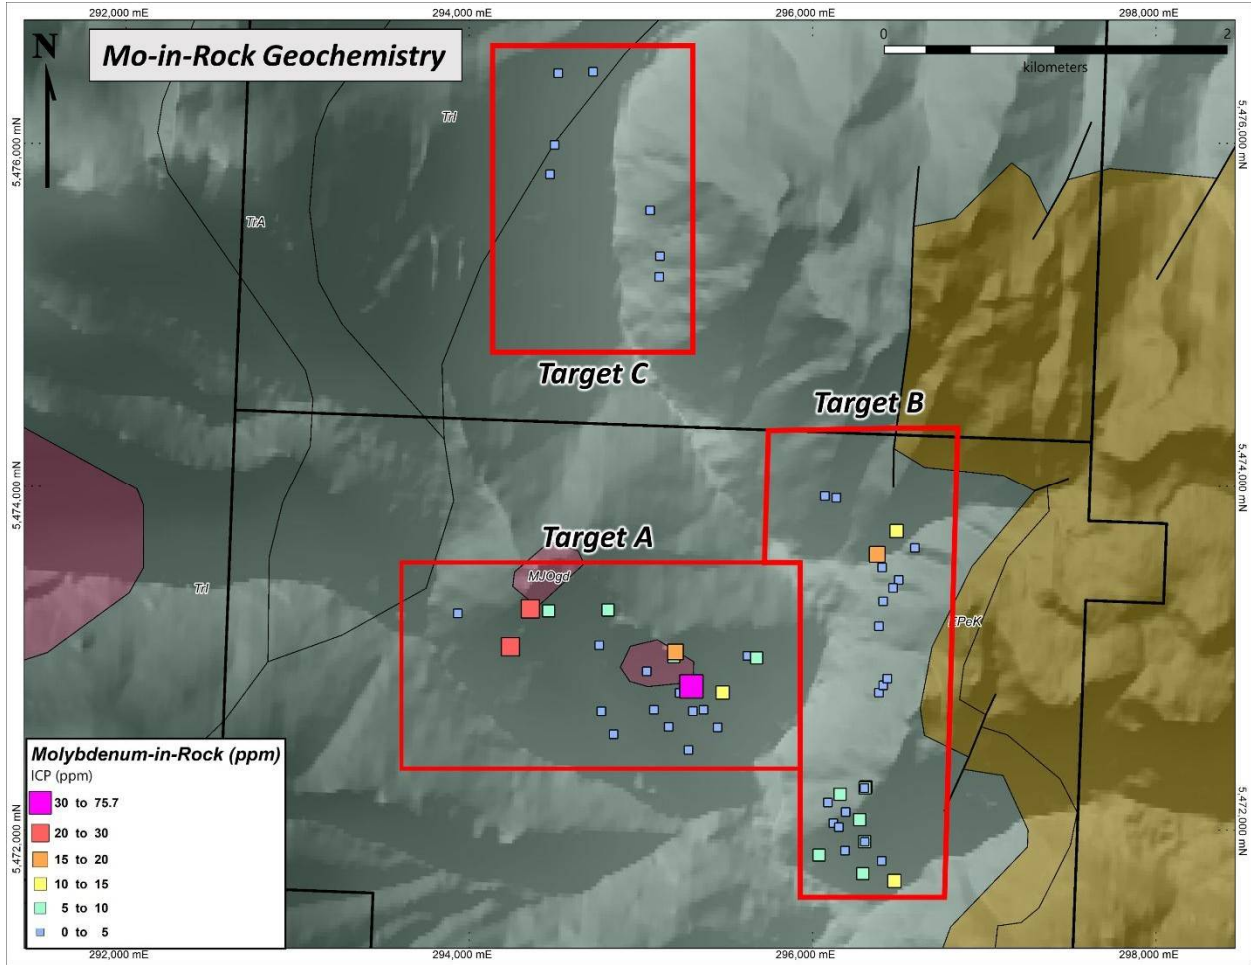 292,000 mE
294,000 mE
296,000 mE
298,000 mE
N
Mo-in-Rock Geochemistry
0
2
kilometers
5,476,000 mN
5,476,000 mN
TrI
TrA
Target C
Target B
5,474,000 mN
5,474,000 mN
Target A
MJOgd
TrI
EPeK
Molybdenum-in-Rock (ppm)
ICP (ppm)
30 to 75.7
20 to 30
15 to 20
10 to 15
5 to 10
0 to 5
5,472,000 mN
5,472,000 mN
292,000 mE
294,000 mE
296,000 mE
298,000 mE